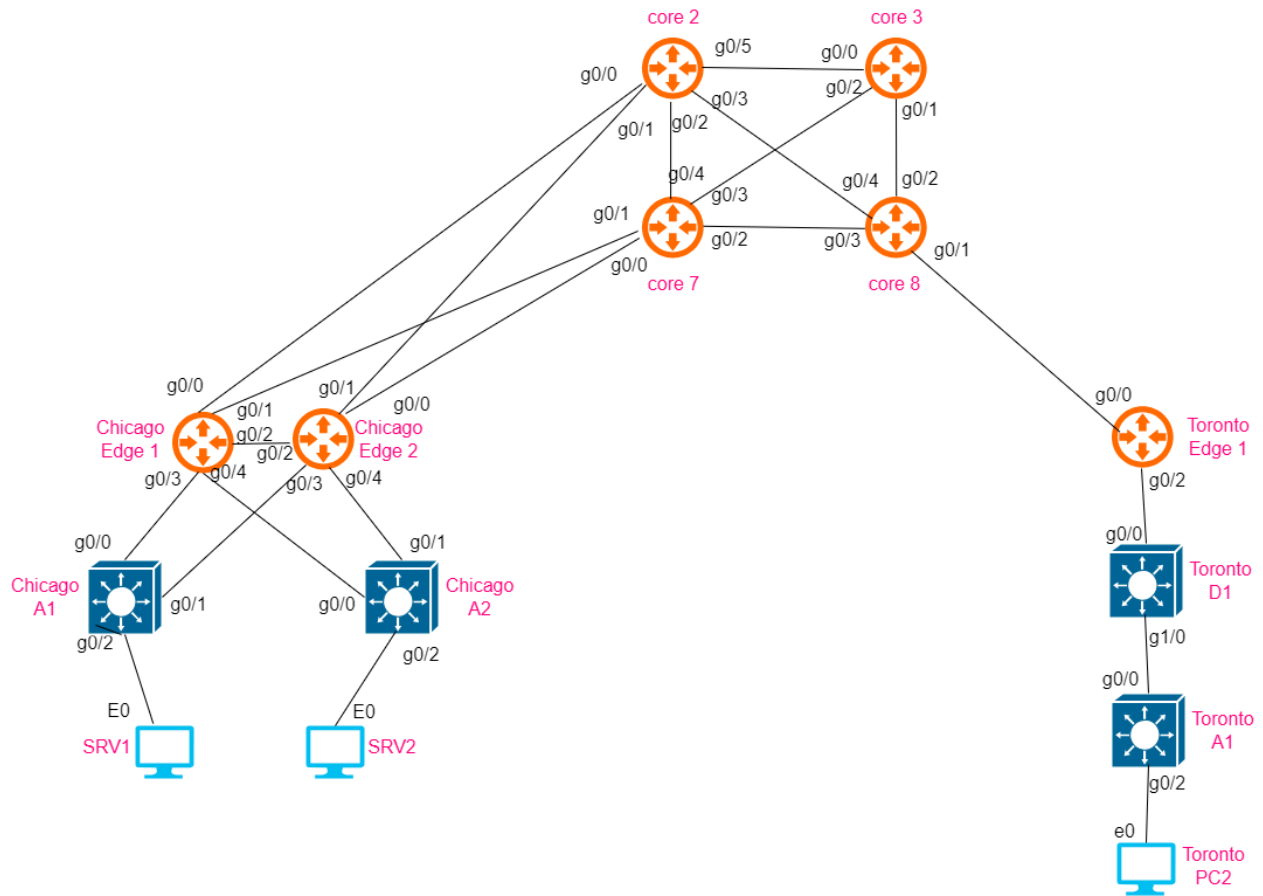 core 2
core 3
g0/5
g0/0
g0/0
g0/2
g0/3
g0/1
g0/1
g0/2
g0/4
g0/4
g0/2
g0/3
g0/1
g0/2
g0/3
g0/1
g0/0
core 7
core 8
g0/0
g0/1
g0/0
g0/0
g0/1
Chicago
Edge 1
g0/2
g0/2
Chicago
Edge 2
Toronto
Edge 1
g0/3
g0/4
g0/3
g0/4
g0/2
g0/0
g0/1
g0/0
Chicago
A1
g0/1
g0/0
Chicago
A2
Toronto
D1
g0/2
g0/2
g1/0
g0/0
E0
E0
SRV1
SRV2
Toronto
A1
g0/2
e0
Toronto
PC2